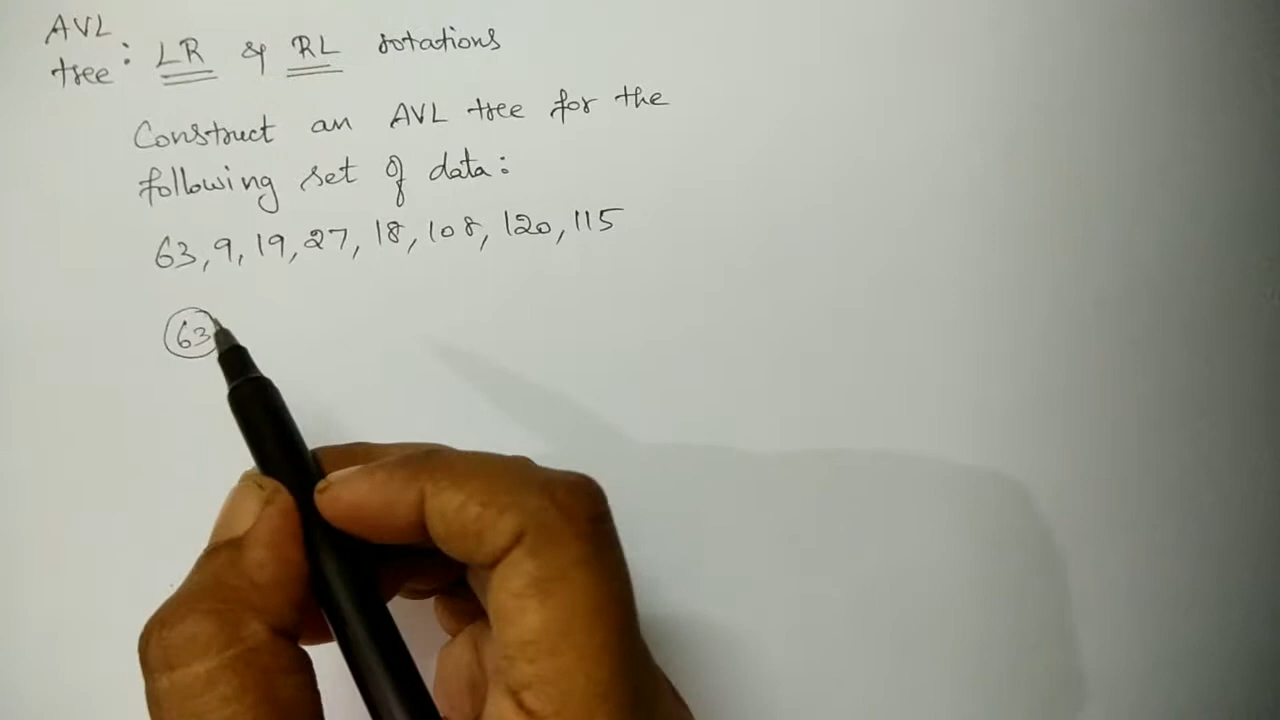 AVL
tree : LR & RL rotations
Construct an AVL tree for the
following set of data:
63, 9, 19, 27, 18, 108, 120, 115
63